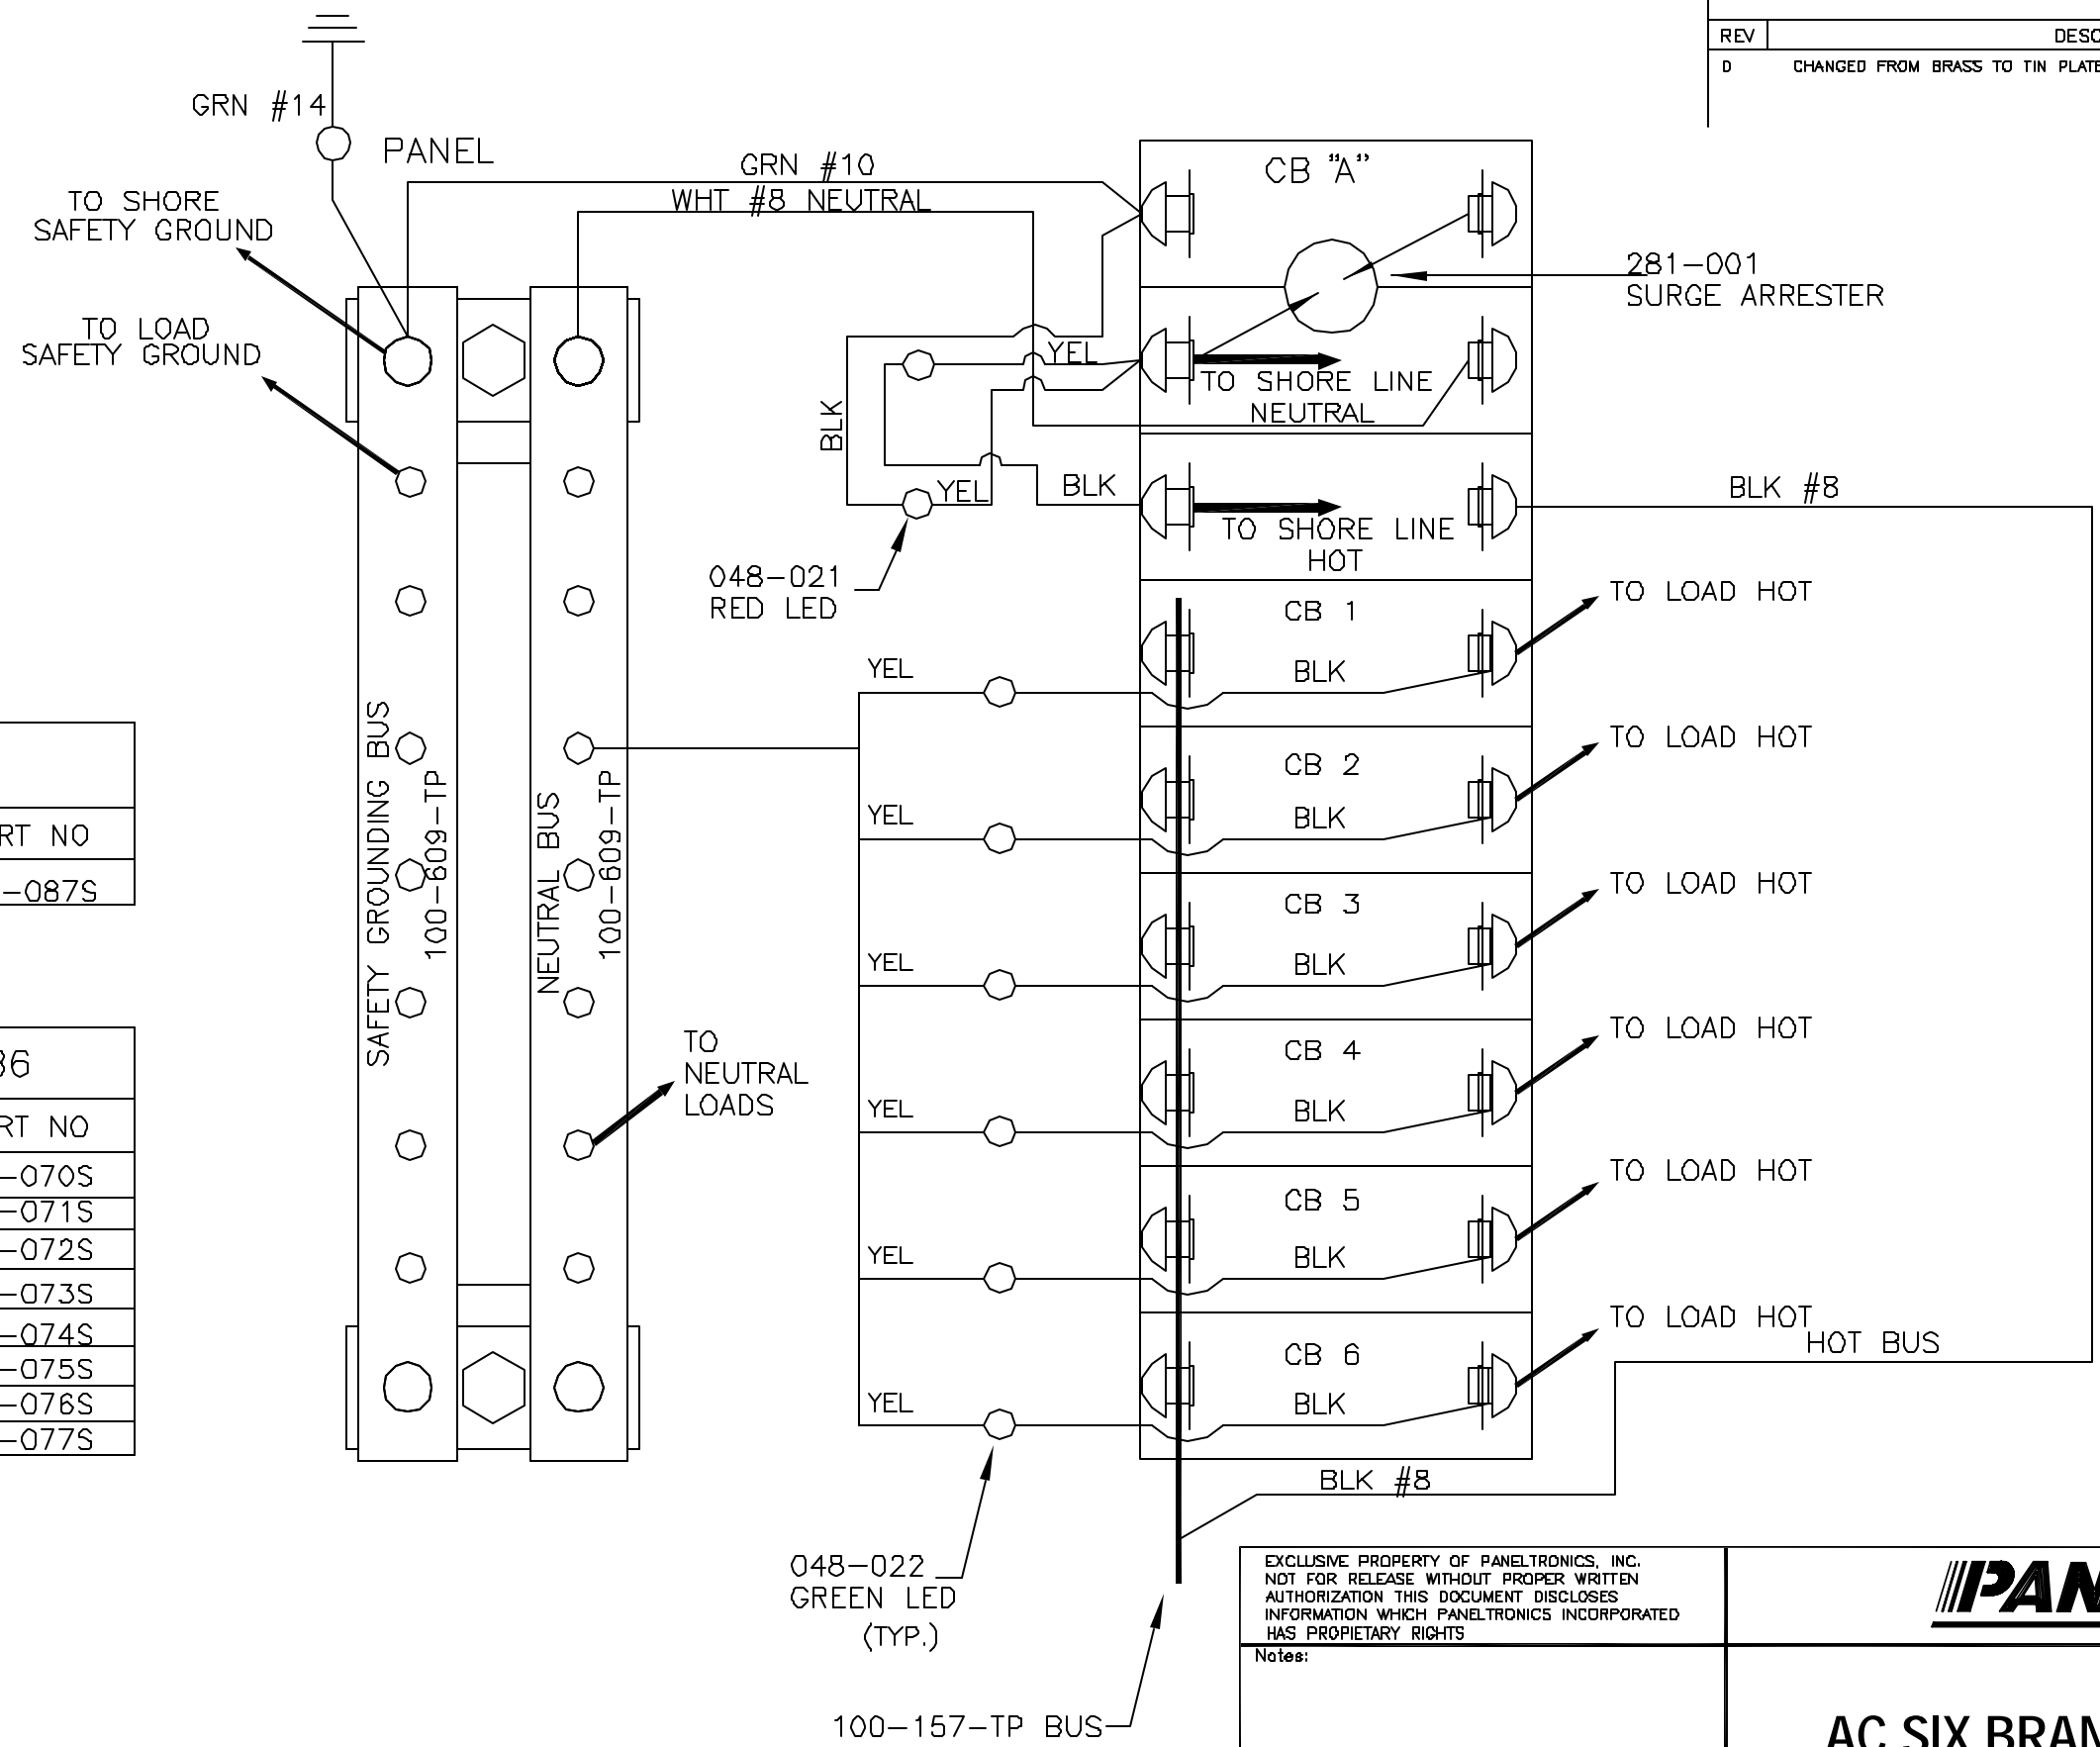 REV
D CHANGED FROM BRASS TO TIN
GRN #14
PANEL
TO SHORE
SAFETY GROUND
TO LOAD
SAFETY GROUND
GRN #10
WHT #8 NEUTRAL
CB "A"
281-001
SURGE ARRESTER
YEL
TO SHORE LINE
NEUTRAL
BLK
YEL
BLK
TO SHORE LINE
HOT
BLK #8
048-021
RED LED
CB 1
BLK
YEL
TO LOAD HOT
CB 2
BLK
YEL
TO LOAD HOT
CB 3
BLK
YEL
TO LOAD HOT
CB 4
BLK
YEL
TO LOAD HOT
CB 5
BLK
YEL
TO LOAD HOT
CB 6
BLK
YEL
TO LOAD HOT
HOT BUS
BLK #8
SAFETY GROUNDING BUS
100-609-TP
NEUTRAL BUS
100-609-TP
TO
NEUTRAL
LOADS
NO
-087S
NO
-070S
-071S
-072S
-073S
-074S
-075S
-076S
-077S
048-022
GREEN LED
(TYP.)
100-157-TP BUS
EXCLUSIVE PROPERTY OF PANELTRONICS, INC.
NOT FOR RELEASE WITHOUT PROPER WRITTEN
AUTHORIZATION THIS DOCUMENT DISCLOSES
INFORMATION WHICH PANELTRONICS INCORPORATED
HAS PROPIETARY RIGHTS
Notes:
AC SIX